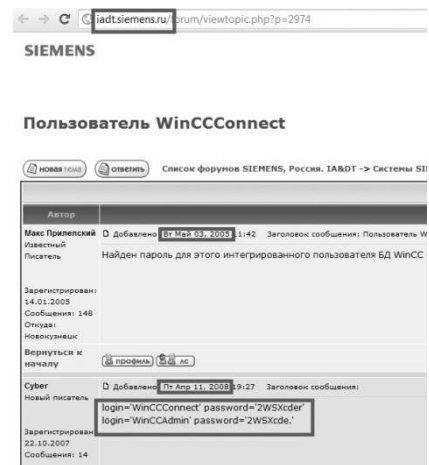 iadt.siemens.ru/forum/viewtopic.php?p=2974
SIEMENS
Пользователь WinCCConnect
новая тема ответить Список форумов SIEMENS, Россия. IA&DT -> Системы SI
Автор
Макс Прилепский
Известный
Писатель
Зарегистрирован:
14.01.2005
Сообщения: 148
Откуда:
Новокузнецк
Добавлено: Вт Май 03, 2005 11:42 Заголовок сообщения: Пользователь W
Найден пароль для этого интегрированного пользователя БД WinCC
Вернуться к
началу
профиль ЛС
Cyber
Новый писатель
Зарегистрирован:
22.10.2007
Сообщения: 14
Добавлено: Пт Апр 11, 2008 19:27 Заголовок сообщения:
login='WinCCConnect' password='2WSXcder'
login='WinCCAdmin' password='2WSXcde.'